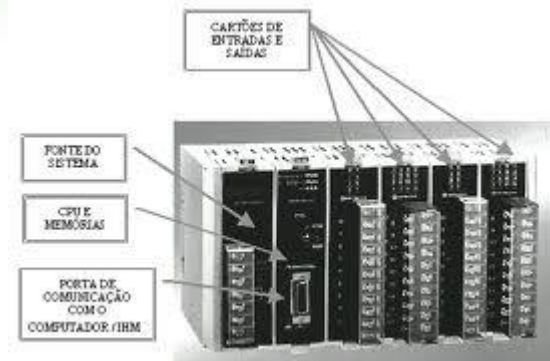 CARTÕES DE
ENTRADAS E
SAÍDAS
FONTE DO
SISTEMA
CPU E
MEMÓRIAS
PORTA DE
COMUNICAÇÃO
COM O
COMPUTADOR / IHM